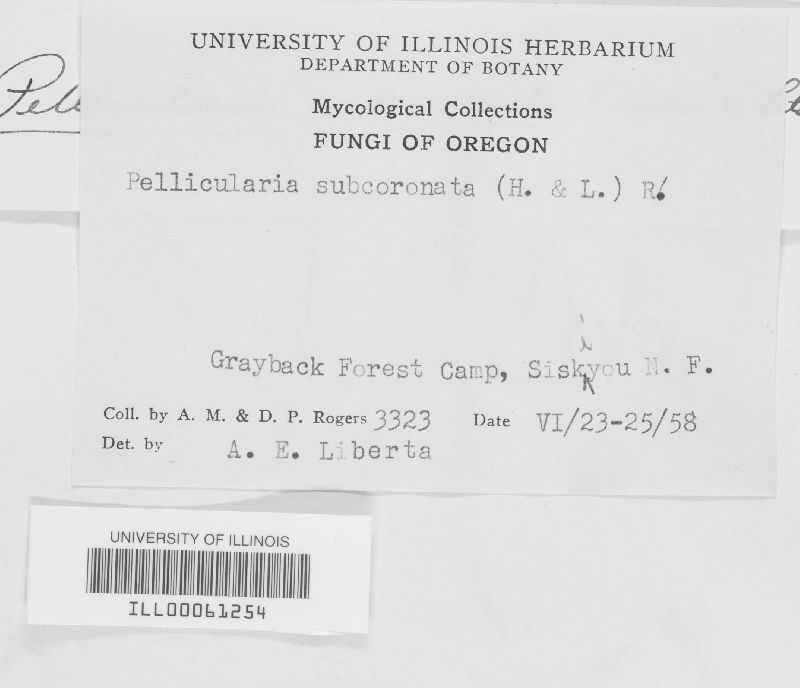 UNIVERSITY OF ILLINOIS HERBARIUM
DEPARTMENT OF BOTANY
Mycological Collections
FUNGI OF OREGON
Pellicularia subcoronata (H. & L.) R.
i
Grayback Forest Camp, Siskyou N. F.
Coll. by A. M. & D. P. Rogers 3323 Date VI/23-25/58
Det. by A. E. Liberta
UNIVERSITY OF ILLINOIS
ILL00061254